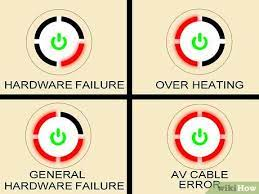 HARDWARE FAILURE
OVER HEATING
GENERAL
HARDWARE FAILURE
AV CABLE
ERROR
wikiHow